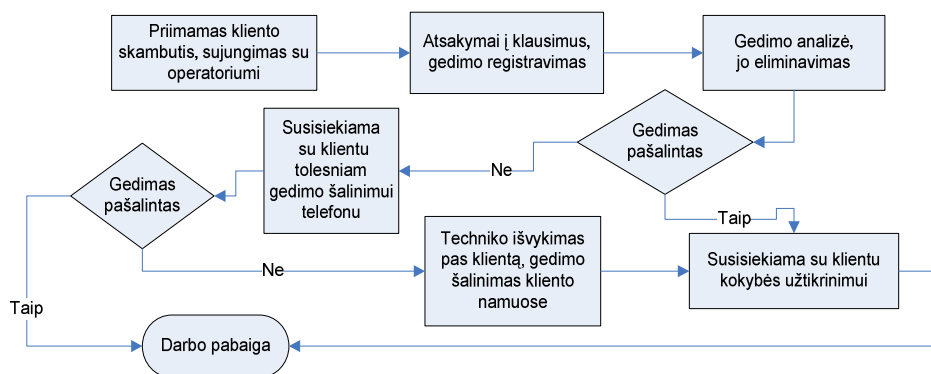 Priimamas kliento
skambutis, sujungimas su
operatoriumi
Atsakymai į klausimus,
gedimo registravimas
Gedimo analizė,
jo eliminavimas
Gedimas
pašalintas
Ne
Susisiekiama
su klientu
tolesniam
gedimo šalinimui
telefonu
Gedimas
pašalintas
Taip
Ne
Techniko išvykimas
pas klientą, gedimo
šalinimas kliento
namuose
Susisiekiama su klientu
kokybės užtikrinimui
Taip
Darbo pabaiga